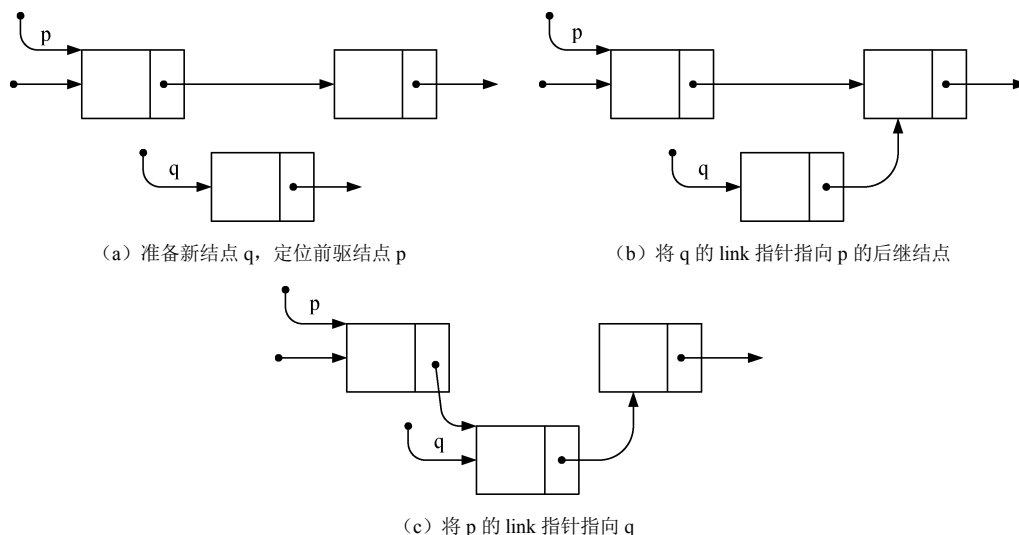 p
p
q
q
（a）准备新结点 q，定位前驱结点 p
（b）将 q 的 link 指针指向 p 的后继结点
p
q
（c）将 p 的 link 指针指向 q